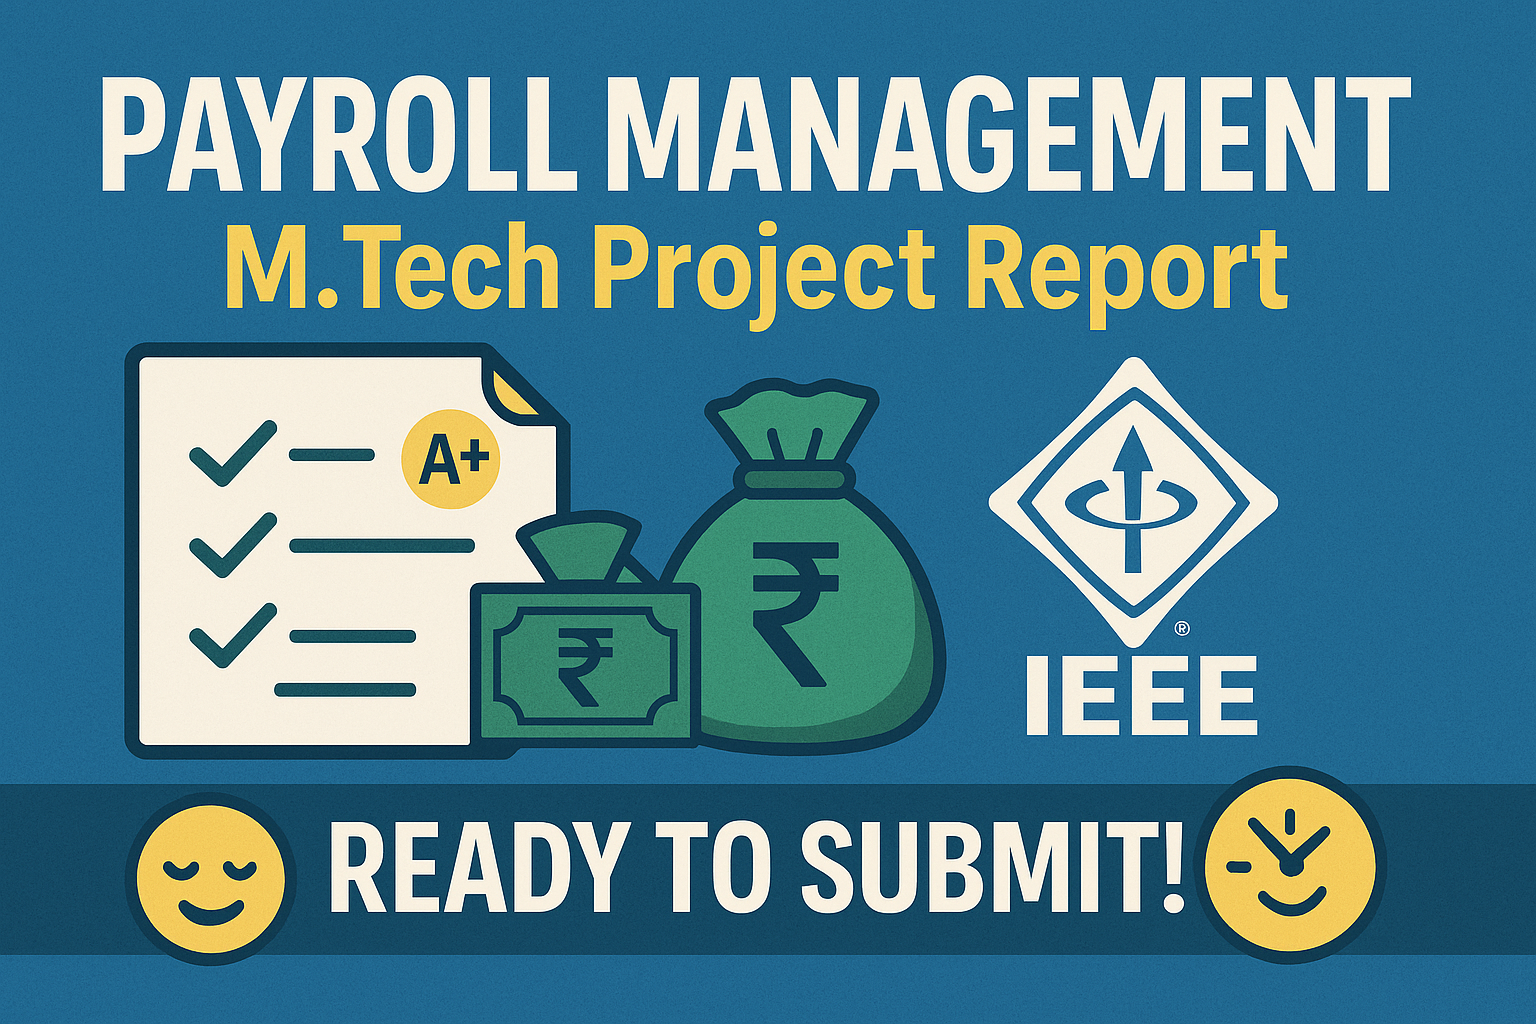 PAYROLL MANAGEMENT
M.Tech Project Report
A+
₹
₹
®
IEEE
READY TO SUBMIT!